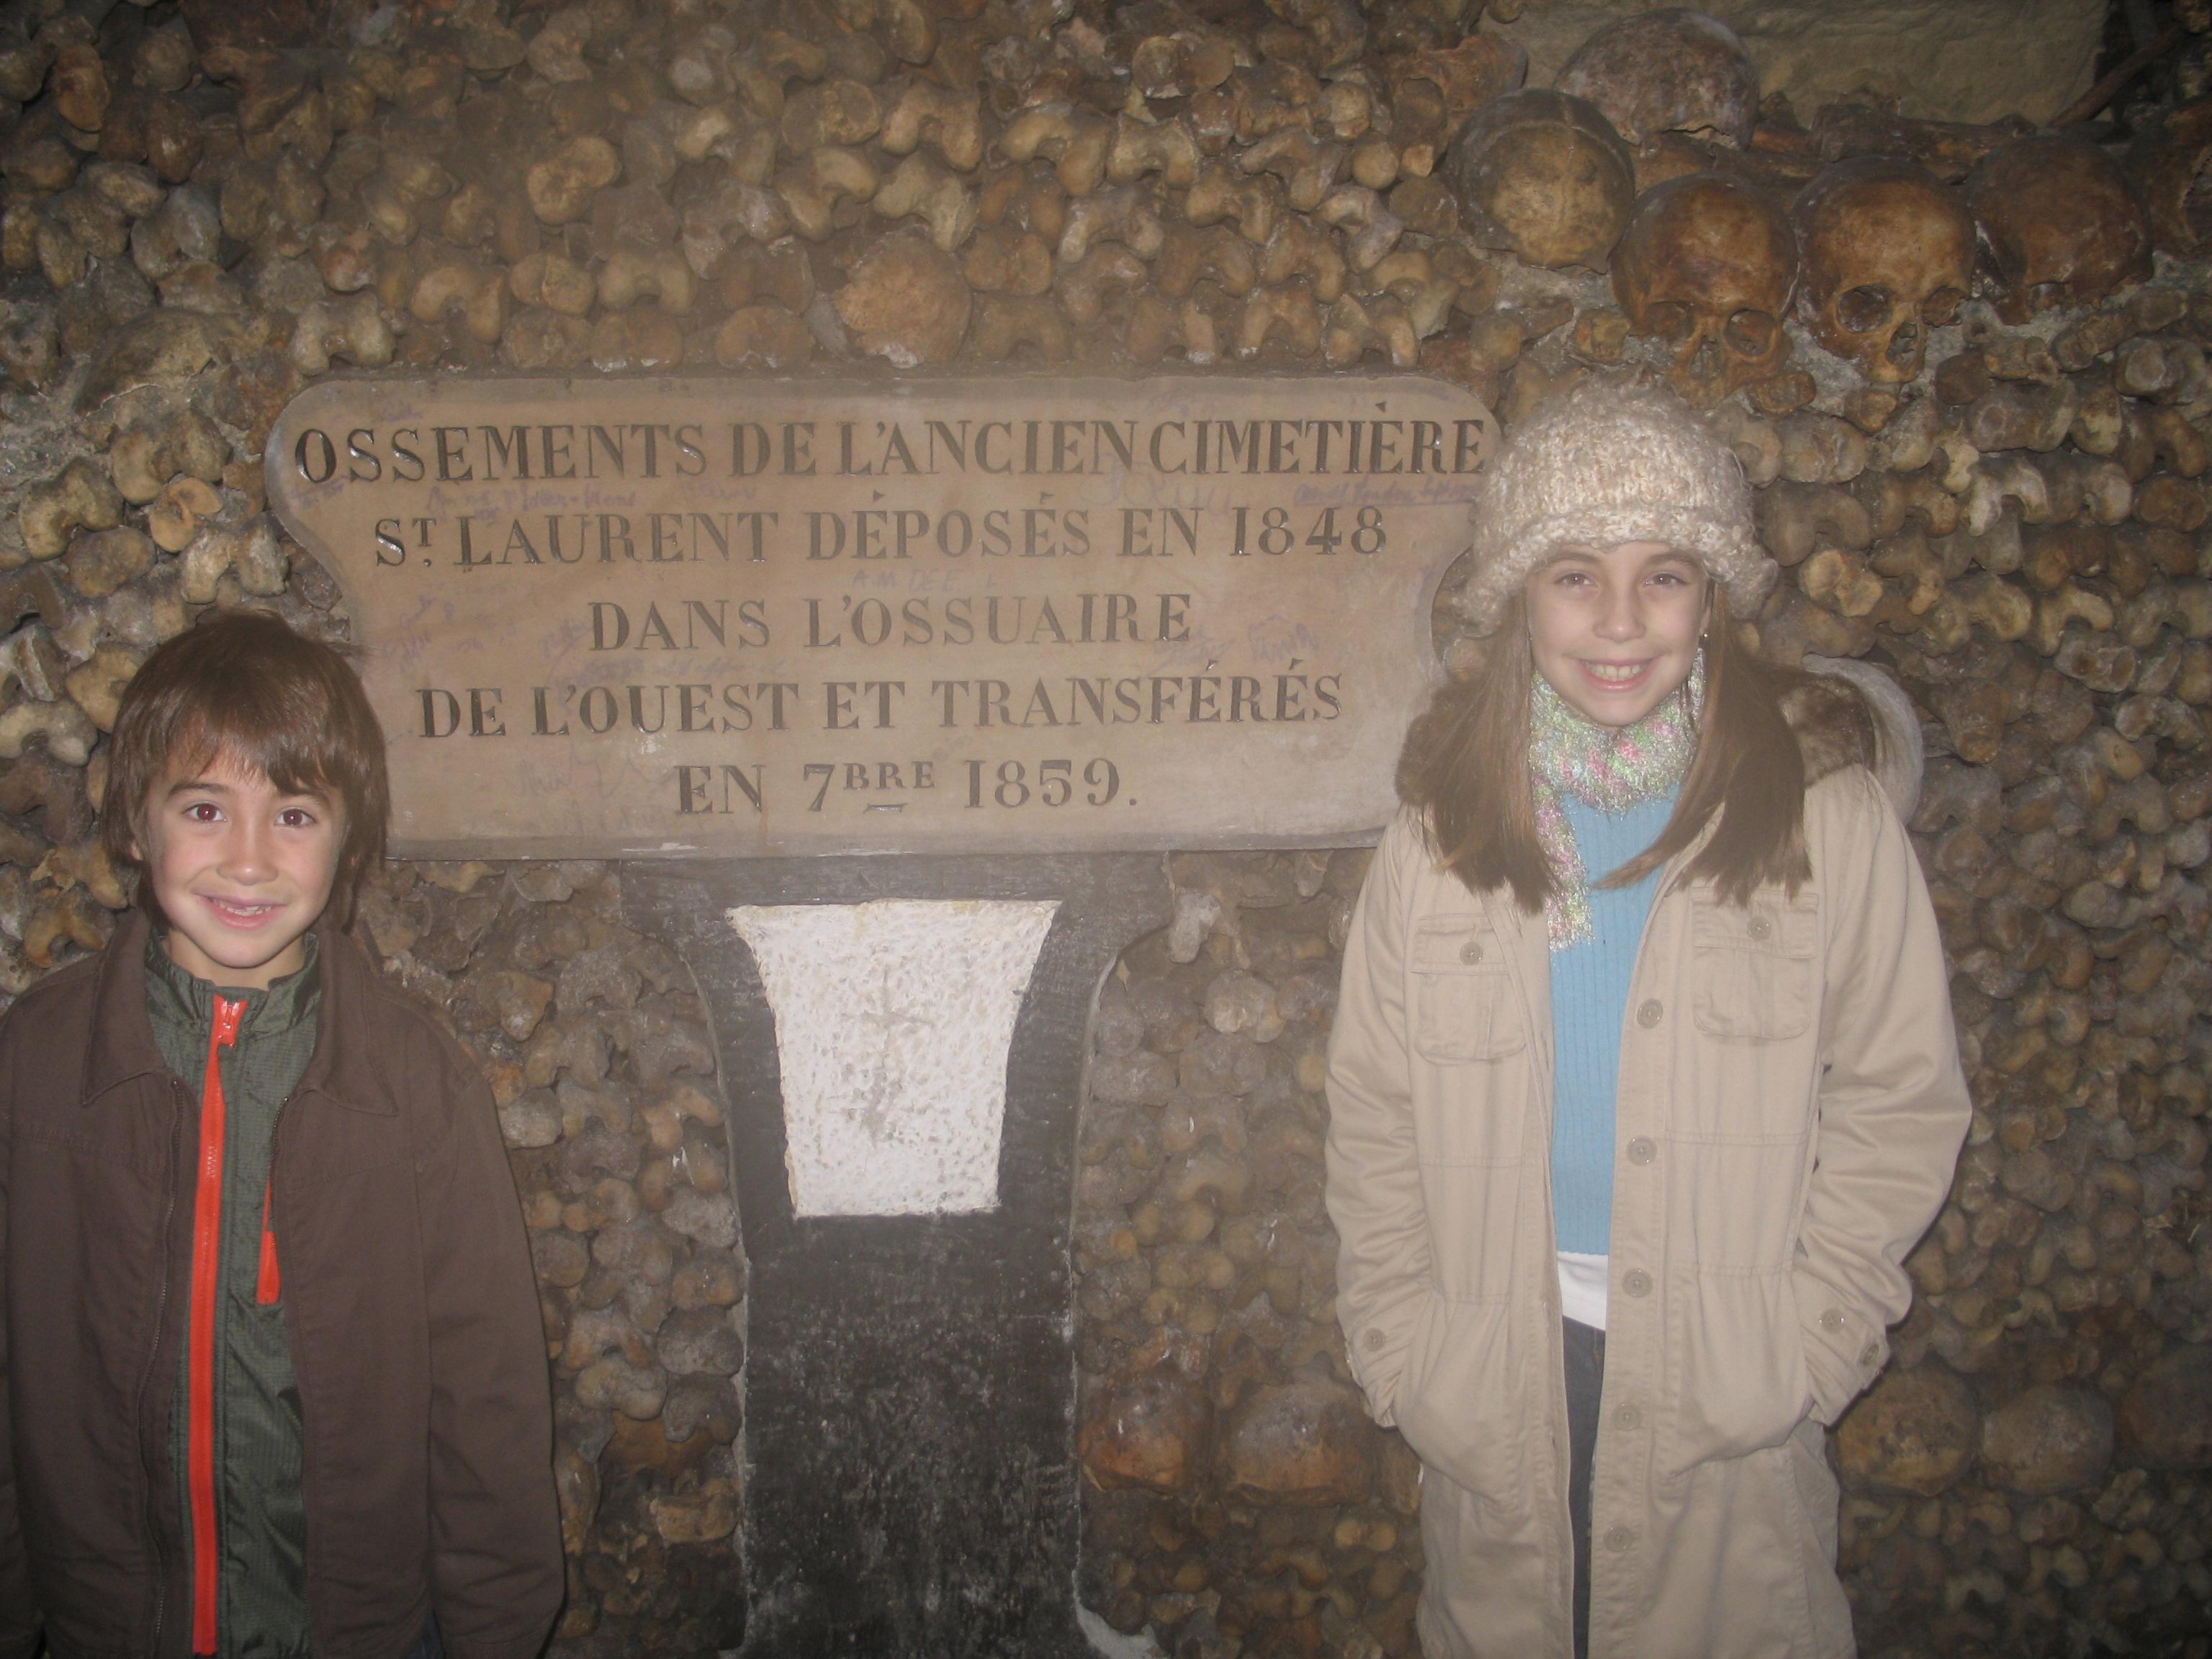 OSSEMENTS DE L'ANCIEN CIMETIÈRE
ST. LAURENT DÉPOSÉS EN 1848
DANS L'OSSUAIRE
DE L'OUEST ET TRANSFÉRÉS
EN 7BRE 1859.